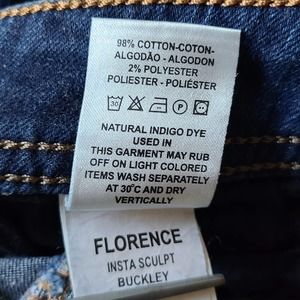 98% COTTON-COTON-
ALGODÃO - ALGODON
2% POLYESTER
POLIESTER - POLIÉSTER
30 P
NATURAL INDIGO DYE
USED IN
THIS GARMENT MAY RUB
OFF ON LIGHT COLORED
ITEMS WASH SEPARATELY
AT 30°C AND DRY
VERTICALLY
FLORENCE
INSTA SCULPT
BUCKLEY